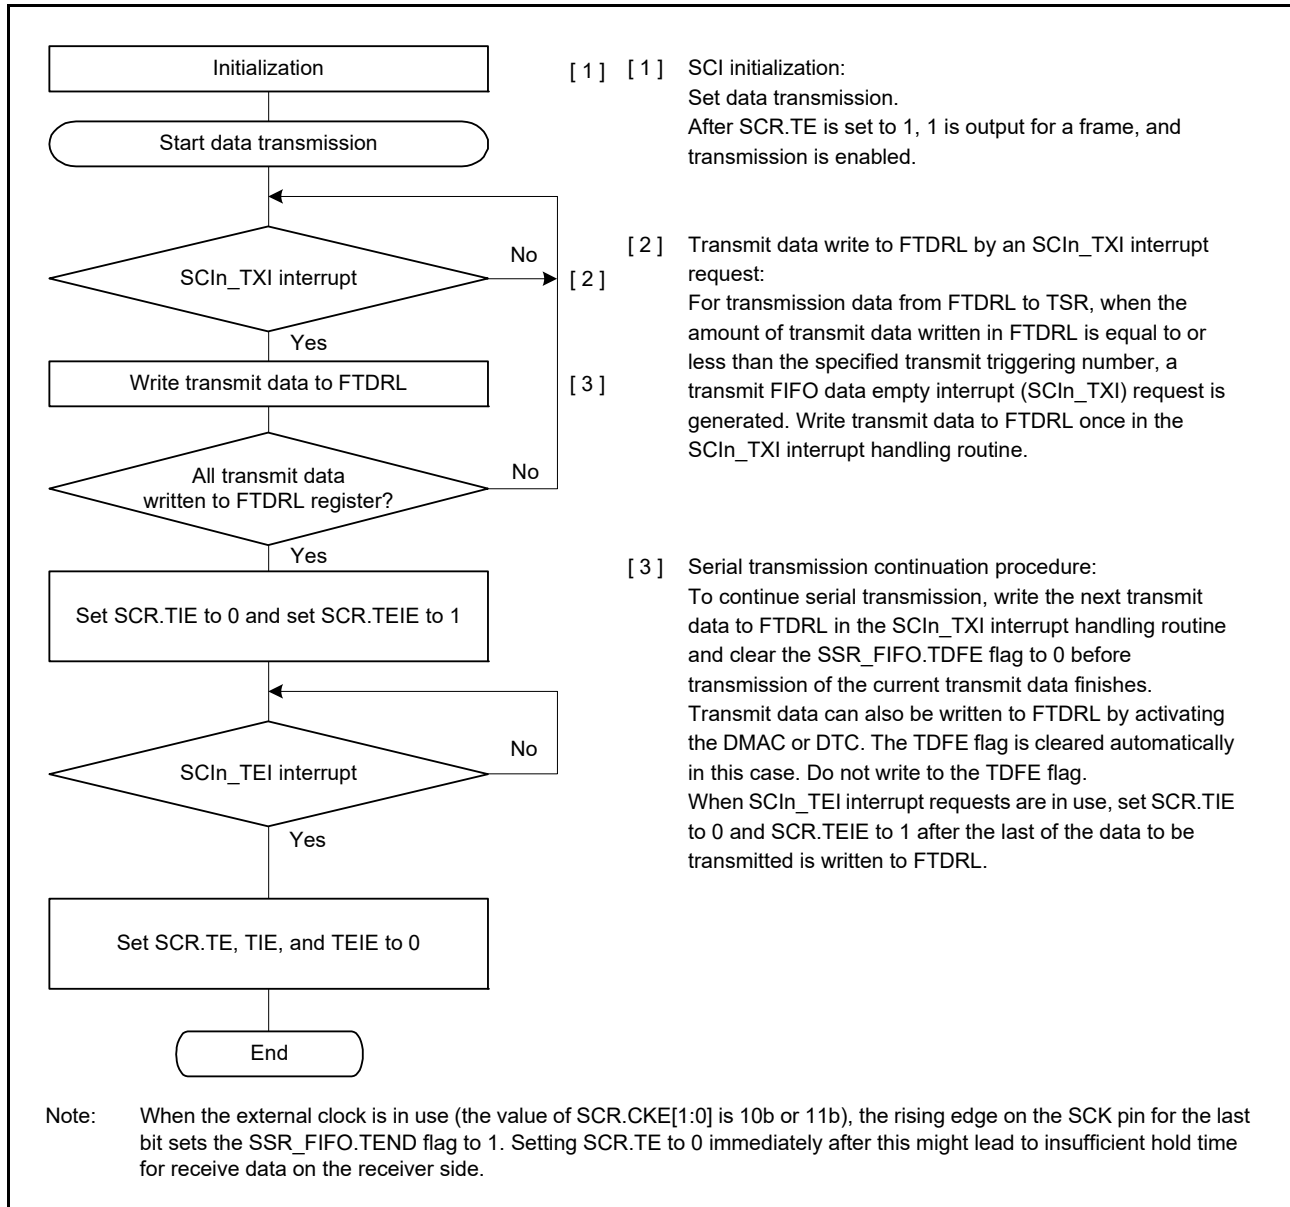 Initialization
[ 1 ]
Start data transmission
SCIn_TXI interrupt
No
[ 2 ]
Yes
Write transmit data to FTDRL
[ 3 ]
All transmit data
written to FTDRL register?
No
Yes
Set SCR.TIE to 0 and set SCR.TEIE to 1
SCIn_TEI interrupt
No
Yes
Set SCR.TE, TIE, and TEIE to 0
End
[ 1 ] SCI initialization:
Set data transmission.
After SCR.TE is set to 1, 1 is output for a frame, and
transmission is enabled.
[ 2 ] Transmit data write to FTDRL by an SCIn_TXI interrupt
request:
For transmission data from FTDRL to TSR, when the
amount of transmit data written in FTDRL is equal to or
less than the specified transmit triggering number, a
transmit FIFO data empty interrupt (SCIn_TXI) request is
generated. Write transmit data to FTDRL once in the
SCIn_TXI interrupt handling routine.
[ 3 ] Serial transmission continuation procedure:
To continue serial transmission, write the next transmit
data to FTDRL in the SCIn_TXI interrupt handling routine
and clear the SSR_FIFO.TDFE flag to 0 before
transmission of the current transmit data finishes.
Transmit data can also be written to FTDRL by activating
the DMAC or DTC. The TDFE flag is cleared automatically
in this case. Do not write to the TDFE flag.
When SCIn_TEI interrupt requests are in use, set SCR.TIE
to 0 and SCR.TEIE to 1 after the last of the data to be
transmitted is written to FTDRL.
Note: When the external clock is in use (the value of SCR.CKE[1:0] is 10b or 11b), the rising edge on the SCK pin for the last
bit sets the SSR_FIFO.TEND flag to 1. Setting SCR.TE to 0 immediately after this might lead to insufficient hold time
for receive data on the receiver side.